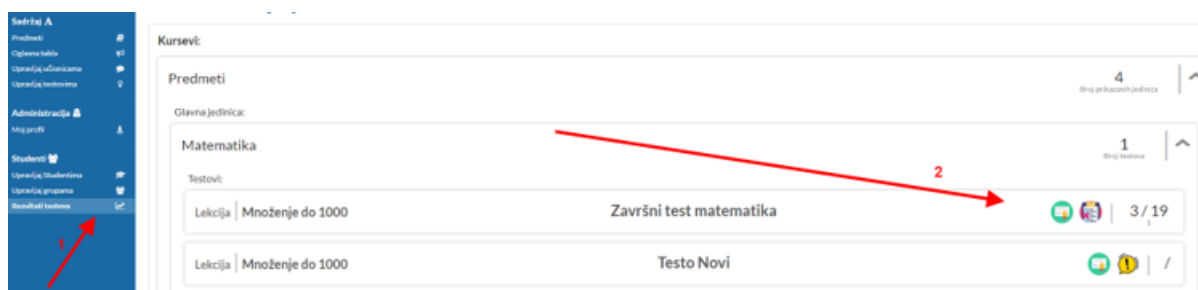 Sadržaj A
Predmeti
Oglasna tabla
Upravljaj učionicama
Upravljaj testovima
Administracija
Moj profil
Studenti
Upravljaj Studentima
Upravljaj grupama
Rezultati testova
1
Kursevi:
Predmeti
4
Broj prikazanih jedinica
Glavna jedinica:
Matematika
1
Broj testova
Testovi:
2
Lekcija | Množenje do 1000 Završni test matematika | 3 / 19
Lekcija | Množenje do 1000 Testo Novi | /